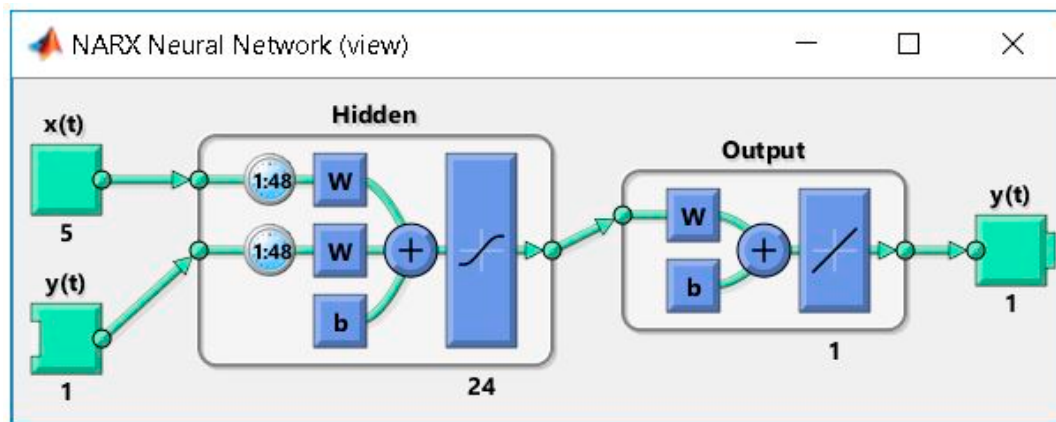 NARX Neural Network (view)
Hidden
x(t)
1:48
W
5
1:48
W
y(t)
b
1
24
Output
W
b
1
y(t)
1